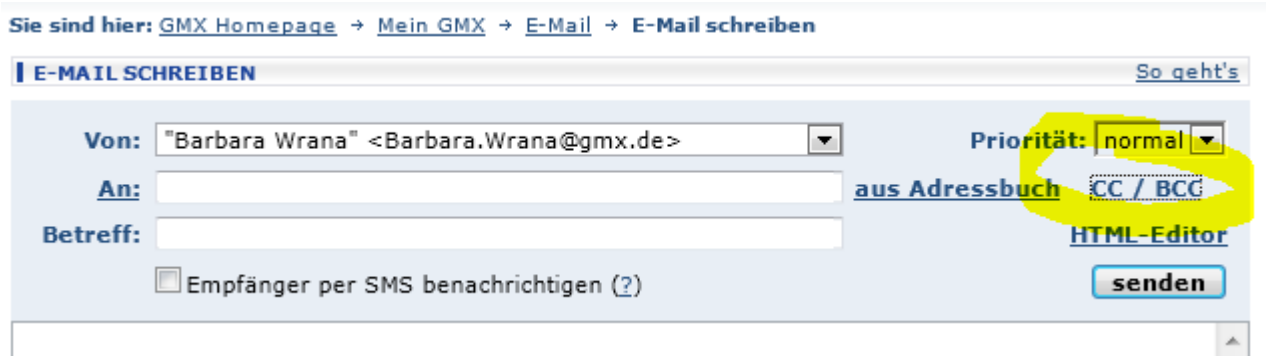 Sie sind hier: GMX Homepage → Mein GMX → E-Mail → E-Mail schreiben
E-MAIL SCHREIBEN So geht's
Von: "Barbara Wrana" <Barbara.Wrana@gmx.de> Priorität: normal
An: aus Adressbuch CC / BCC
Betreff: HTML-Editor
Empfänger per SMS benachrichtigen (?) senden